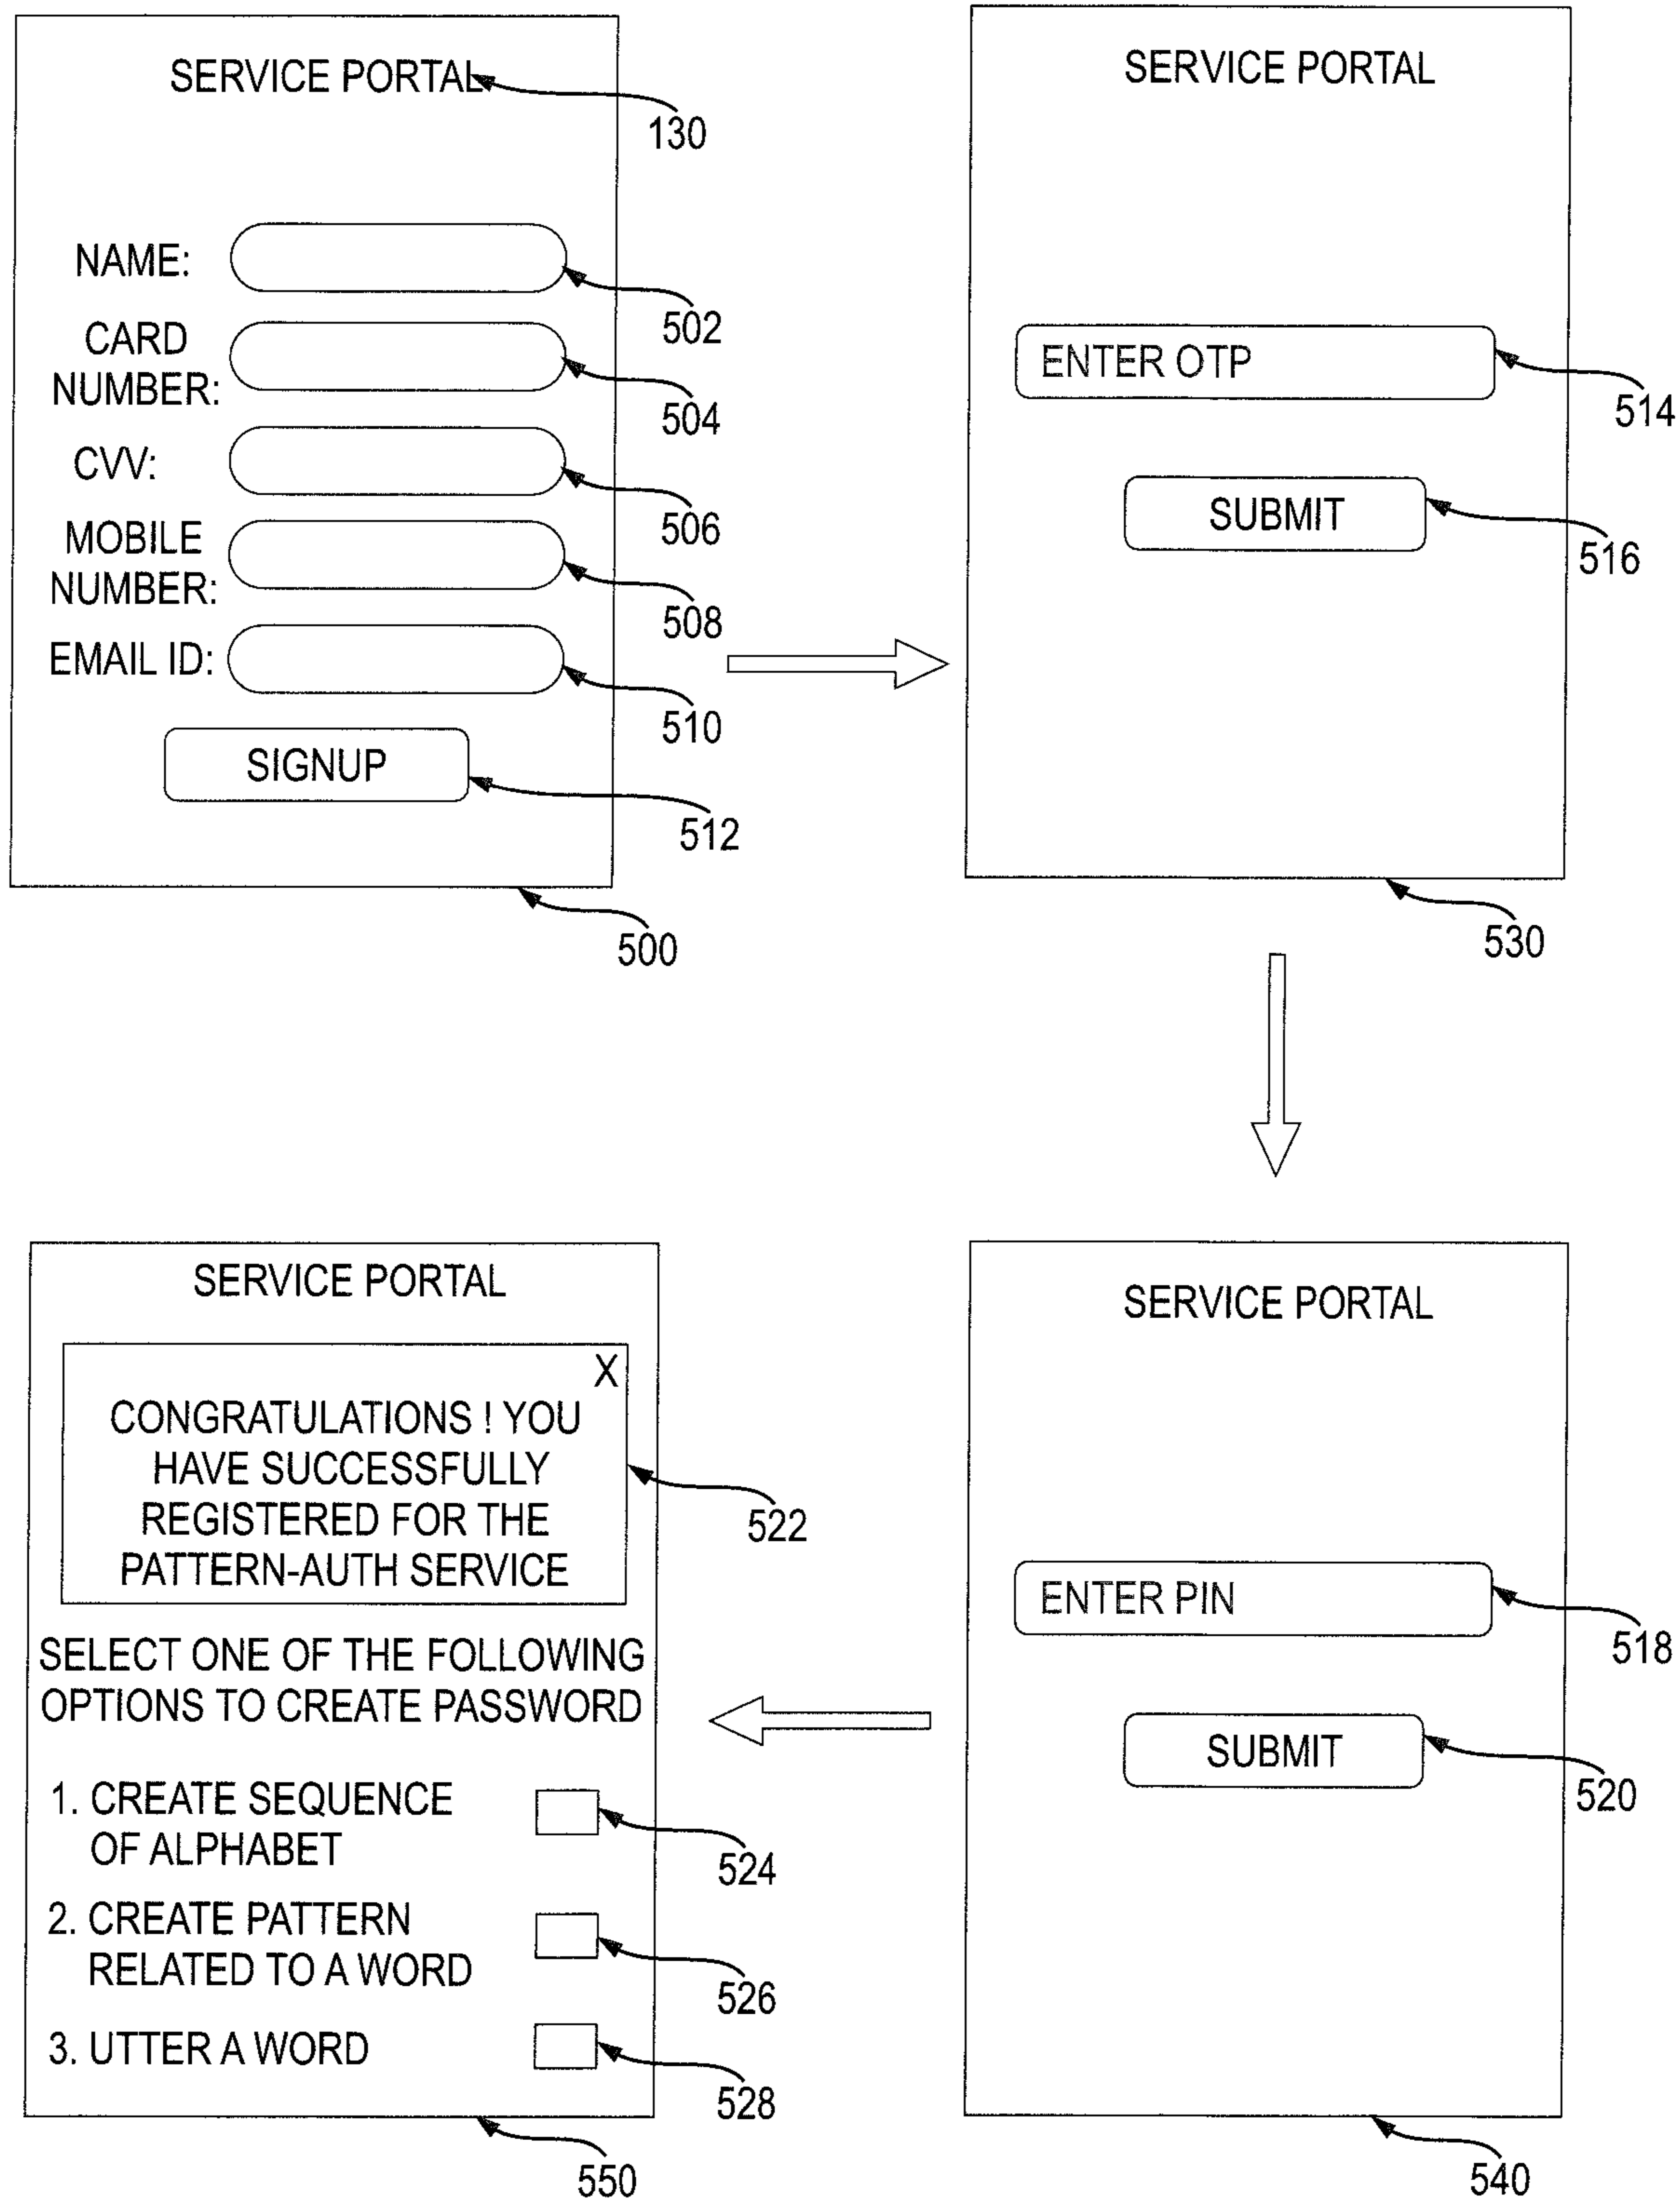 SERVICE PORTAL
130
NAME:
502
CARD
NUMBER:
504
CVV:
506
MOBILE
NUMBER:
508
EMAIL ID:
510
SIGNUP
512
500
SERVICE PORTAL
ENTER OTP
514
SUBMIT
516
530
SERVICE PORTAL
ENTER PIN
518
SUBMIT
520
540
SERVICE PORTAL
X
CONGRATULATIONS ! YOU
HAVE SUCCESSFULLY
REGISTERED FOR THE
PATTERN-AUTH SERVICE
522
SELECT ONE OF THE FOLLOWING
OPTIONS TO CREATE PASSWORD
1. CREATE SEQUENCE
OF ALPHABET
524
2. CREATE PATTERN
RELATED TO A WORD
526
3. UTTER A WORD
528
550